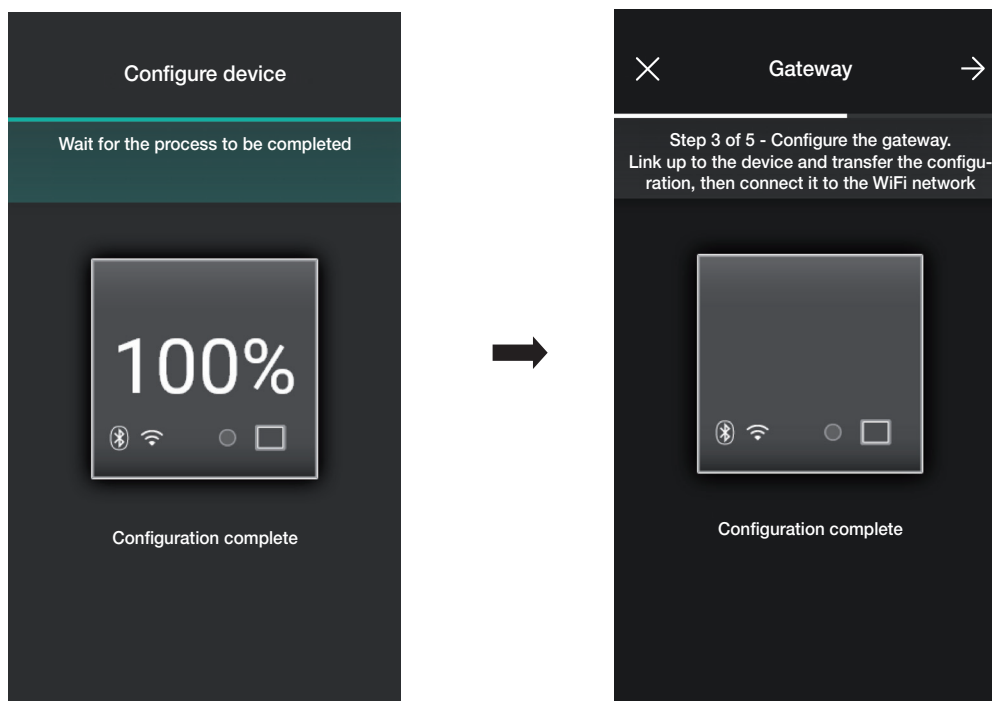 Configure device
Wait for the process to be completed
100%
Configuration complete
Gateway
Step 3 of 5 - Configure the gateway.
Link up to the device and transfer the configu-
ration, then connect it to the WiFi network
Configuration complete